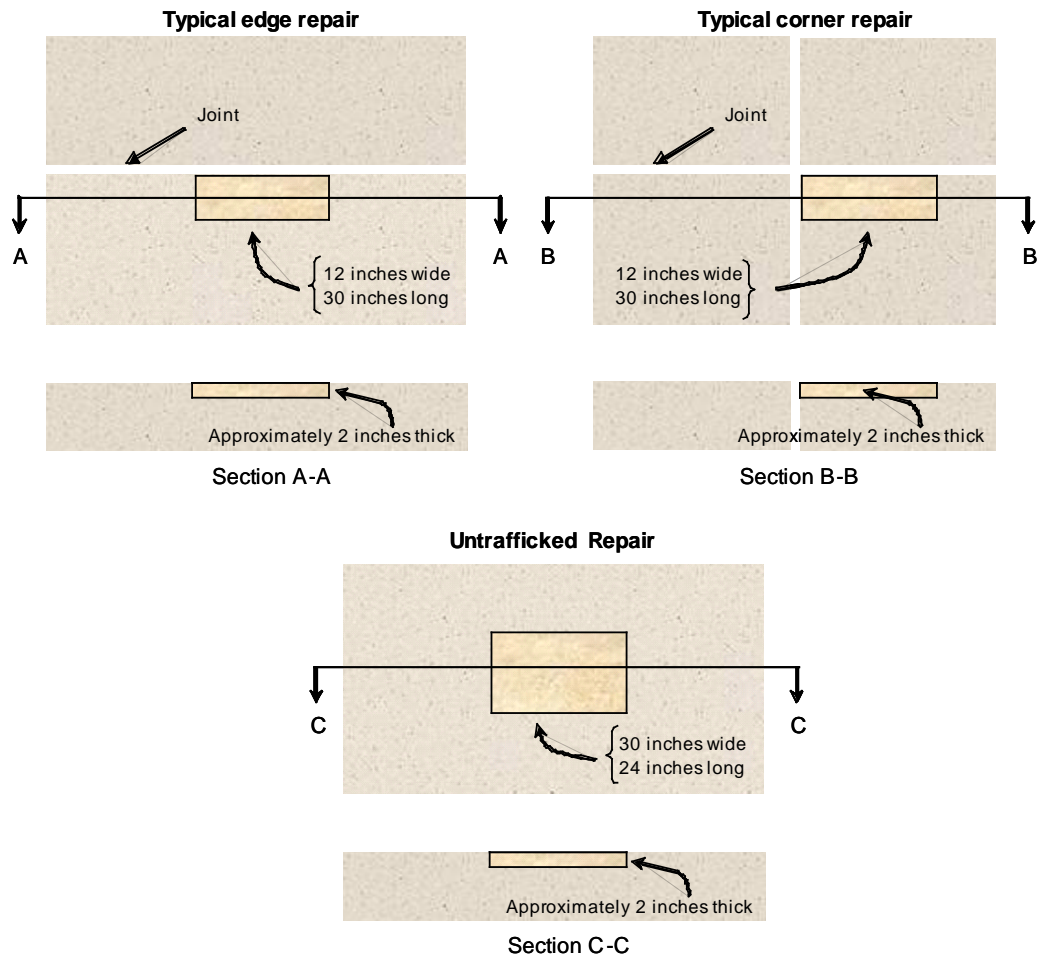 Typical edge repair
Joint
A
A
12 inches wide
30 inches long
Approximately 2 inches thick
Section A-A
Typical corner repair
Joint
B
B
12 inches wide
30 inches long
Approximately 2 inches thick
Section B-B
Untrafficked Repair
C
C
30 inches wide
24 inches long
Approximately 2 inches thick
Section C-C